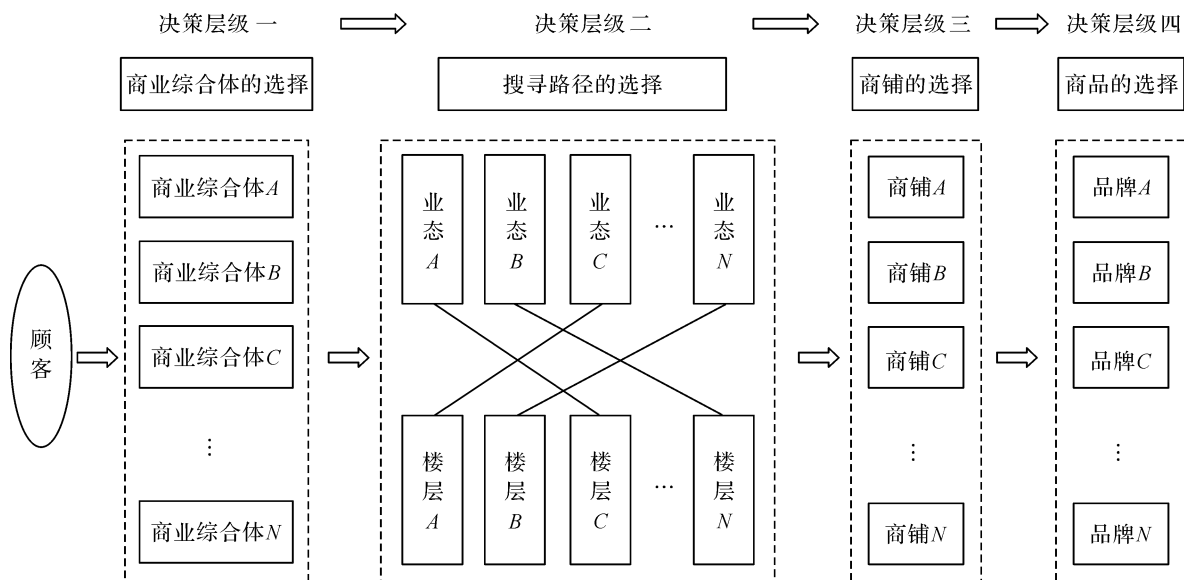 决策层级一
决策层级二
决策层级三
决策层级四
商业综合体的选择
搜寻路径的选择
商铺的选择
商品的选择
顾客
商业综合体A
商业综合体B
商业综合体C
⋮
商业综合体N
业态A
业态B
业态C
…
业态N
楼层A
楼层B
楼层C
…
楼层N
商铺A
商铺B
商铺C
⋮
商铺N
品牌A
品牌B
品牌C
⋮
品牌N